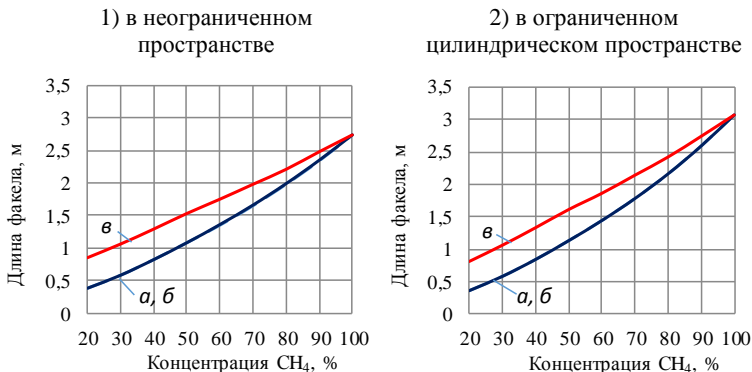 1) в неограниченном
пространстве
Длина факела, м
3,5
3
2,5
2
1,5
1
0,5
0
в
а, б
20 30 40 50 60 70 80 90 100
Концентрация CH₄, %
2) в ограниченном
цилиндрическом пространстве
Длина факела, м
3,5
3
2,5
2
1,5
1
0,5
0
в
а, б
20 30 40 50 60 70 80 90 100
Концентрация CH₄, %